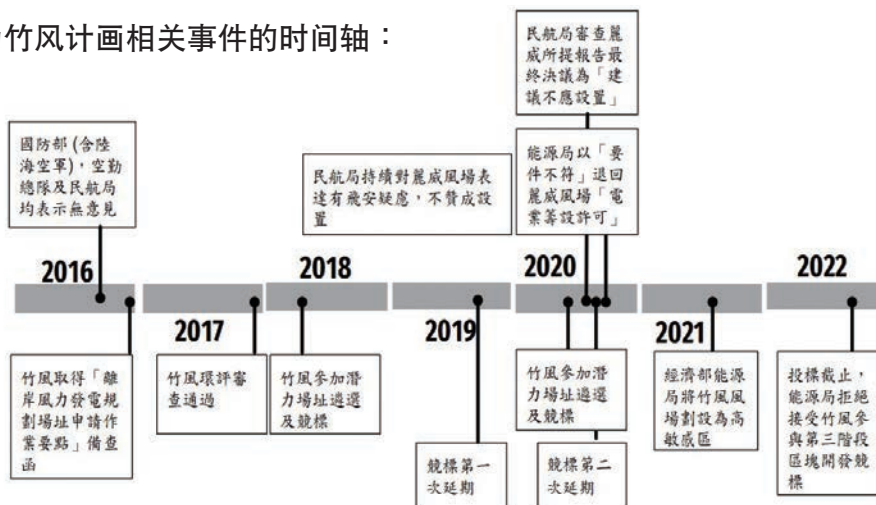 竹风计画相关事件的时间轴：
民航局審查麗
威所提報告最
終決議為「建
議不應設置」
國防部(含陸
海空軍)，空勤
總隊及民航局
均表示無意見
民航局持續對麗威風場表
達有飛安疑慮，不贊成設
置
能源局以「要
件不符」退回
麗威風場「電
業籌設許可」
2016
2018
2020
2022
2017
2019
2021
竹風取得「離
岸風力發電規
劃場址申請作
業要點」備查
函
竹風環評審
查通過
竹風參加潛
力場址遴選
及競標
競標第一
次延期
竹風參加潛
力場址遴選
及競標
競標第二
次延期
經濟部能源
局將竹風風
場劃設為高
敏感區
投標截止，
能源局拒絕
接受竹風參
與第三階段
區塊開發競
標